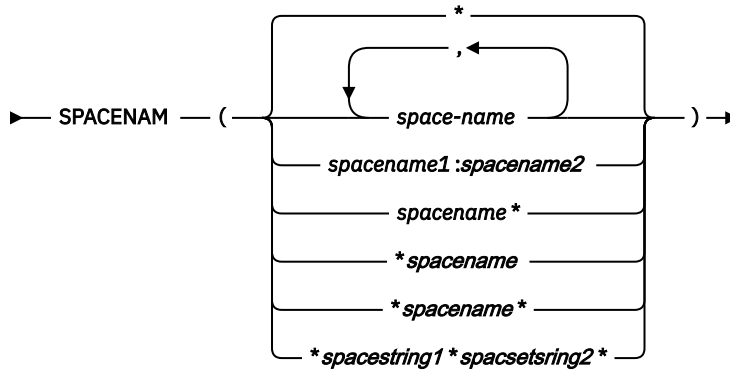 *
,
SPACENAM ( space-name )
spacename1:spacename2
spacename*
*spacename
*spacename*
*spacestring1*spacsetsring2*